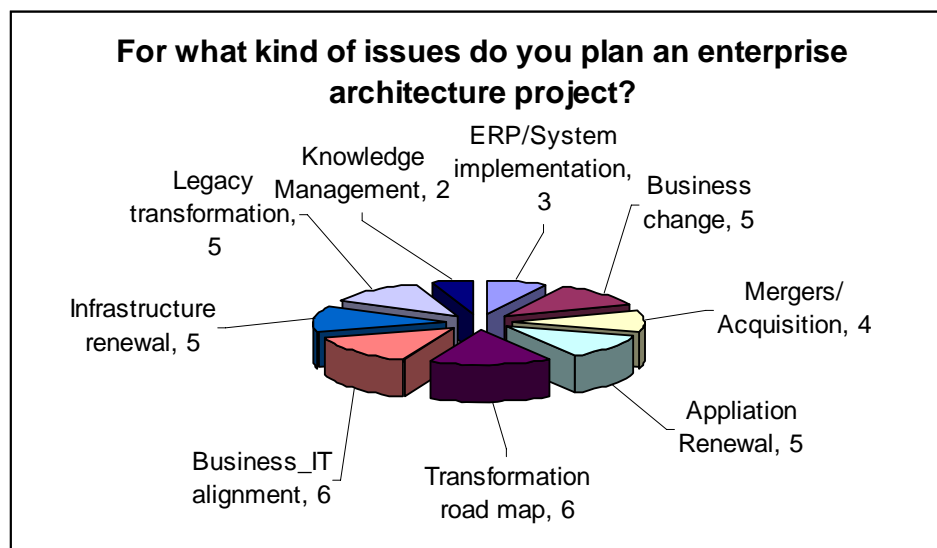 For what kind of issues do you plan an enterprise
architecture project?
Knowledge
Management, 2
ERP/System
implementation,
3
Legacy
transformation,
5
Business
change, 5
Infrastructure
renewal, 5
Mergers/
Acquisition, 4
Appliation
Renewal, 5
Business_IT
alignment, 6
Transformation
road map, 6